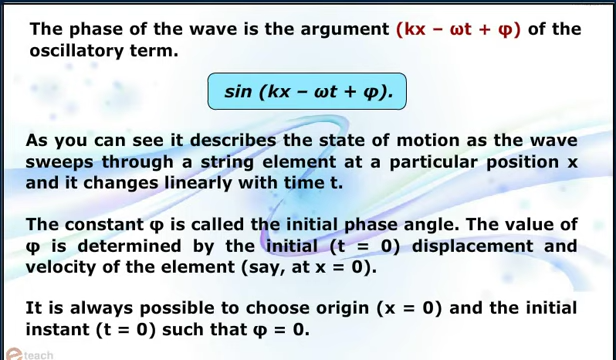 The phase of the wave is the argument (kx – ωt + φ) of the
oscillatory term.
sin (kx – ωt + φ).
As you can see it describes the state of motion as the wave
sweeps through a string element at a particular position x
and it changes linearly with time t.
The constant φ is called the initial phase angle. The value of
φ is determined by the initial (t = 0) displacement and
velocity of the element (say, at x = 0).
It is always possible to choose origin (x = 0) and the initial
instant (t = 0) such that φ = 0.
e teach